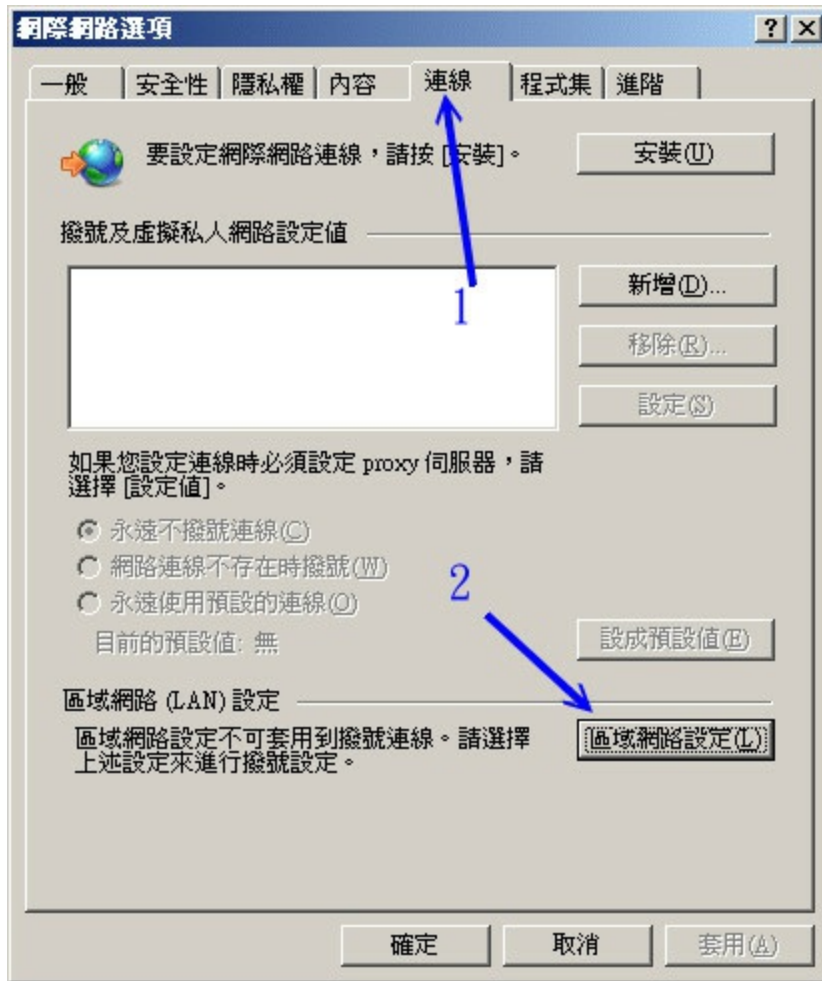 網際網路選項
一般 安全性 隱私權 內容 連線 程式集 進階
要設定網際網路連線，請按 [安裝]。 安裝(U)
撥號及虛擬私人網路設定值
新增(D)...
移除(R)...
設定(S)
1
如果您設定連線時必須設定 proxy 伺服器，請
選擇 [設定值]。
永遠不撥號連線(C)
網路連線不存在時撥號(W)
永遠使用預設的連線(O)
2
目前的預設值: 無 設成預設值(E)
區域網路 (LAN) 設定
區域網路設定不可套用到撥號連線。請選擇
上述設定來進行撥號設定。
區域網路設定(L)
確定 取消 套用(A)